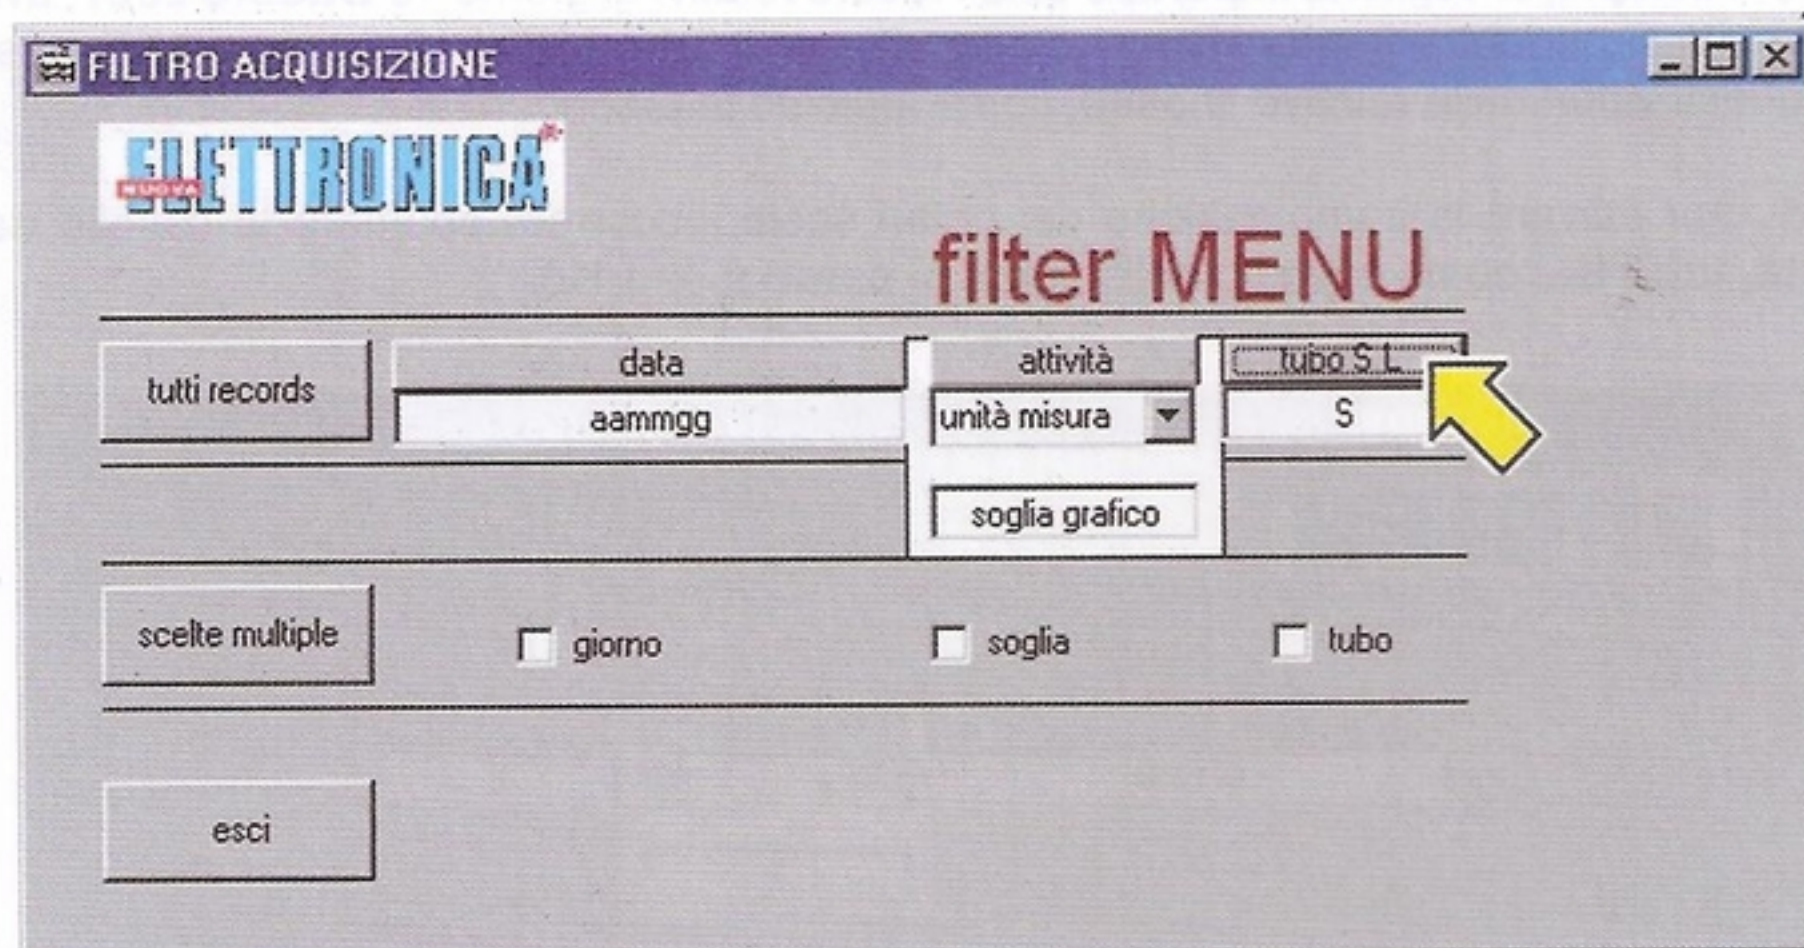 FILTRO ACQUISIZIONE
NUOVA
ELETTRONICA
filter MENU
tutti records
data
attività
tubo S L
aammgg
unità misura
S
soglia grafico
scelte multiple
giorno
soglia
tubo
esci